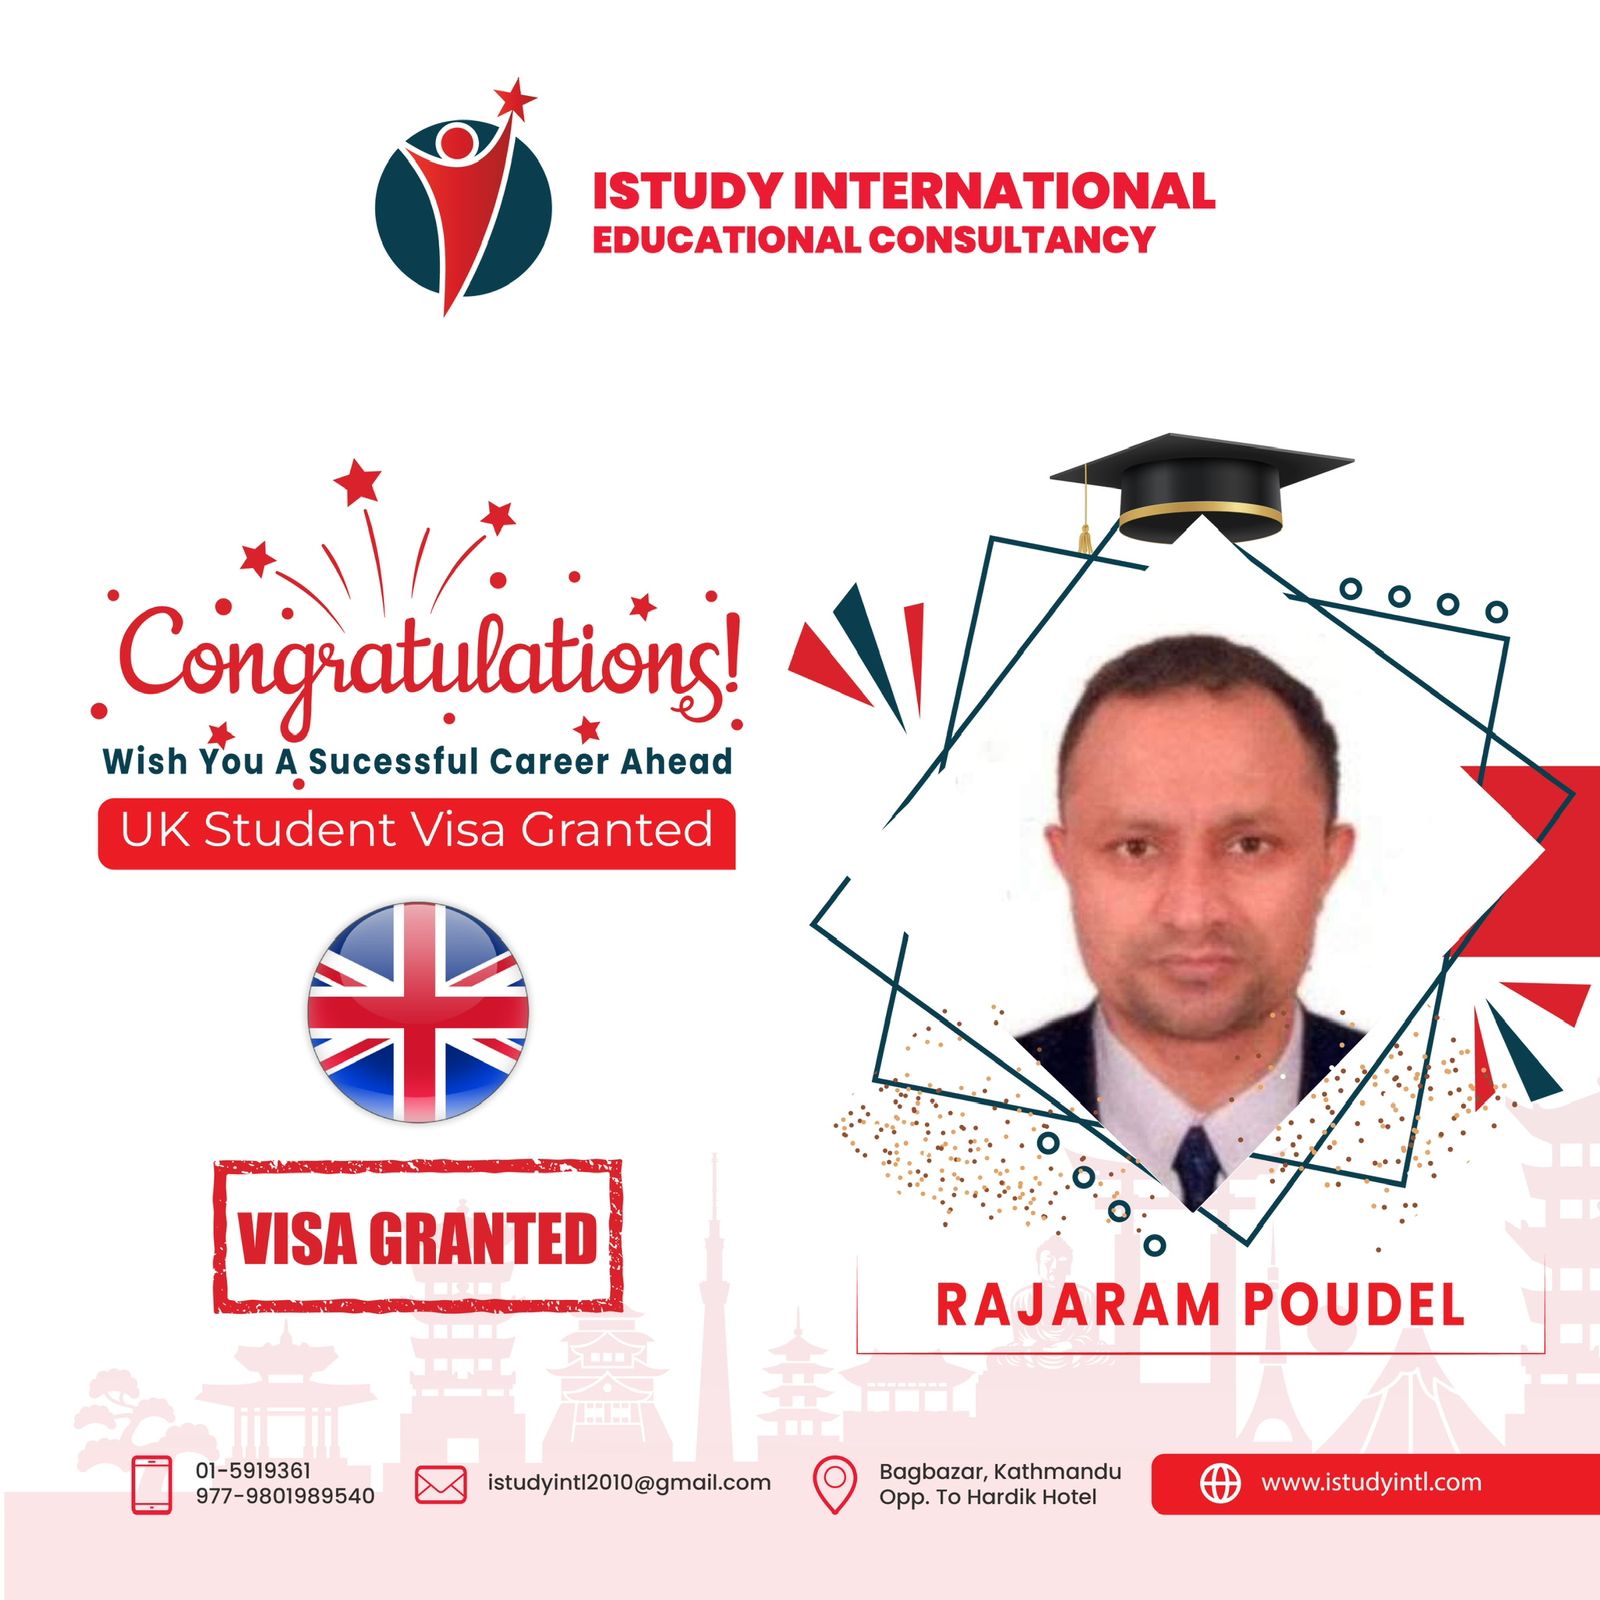 ISTUDY INTERNATIONAL
EDUCATIONAL CONSULTANCY
Congratulations!
Wish You A Sucessful Career Ahead
UK Student Visa Granted
VISA GRANTED
RAJARAM POUDEL
01-5919361
977-9801989540
istudyintl2010@gmail.com
Bagbazar, Kathmandu
Opp. To Hardik Hotel
www.istudyintl.com